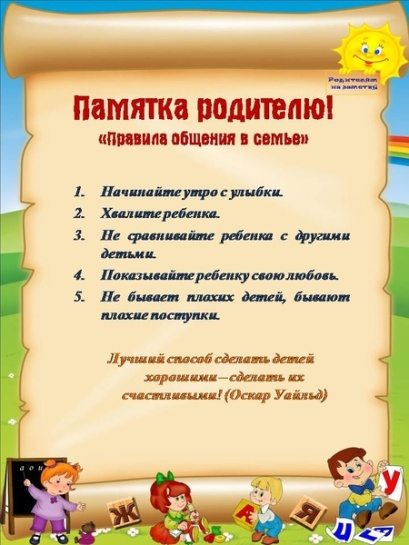 Родителям
на заметку
Памятка родителю!
«Правила общения в семье»
1. Начинайте утро с улыбки.
2. Хвалите ребенка.
3. Не сравнивайте ребенка с другими
детьми.
4. Показывайте ребенку свою любовь.
5. Не бывает плохих детей, бывают
плохие поступки.
Лучший способ сделать детей
хорошими – сделать их
счастливыми! (Оскар Уайльд)
а о и
У
Ж А Я И С